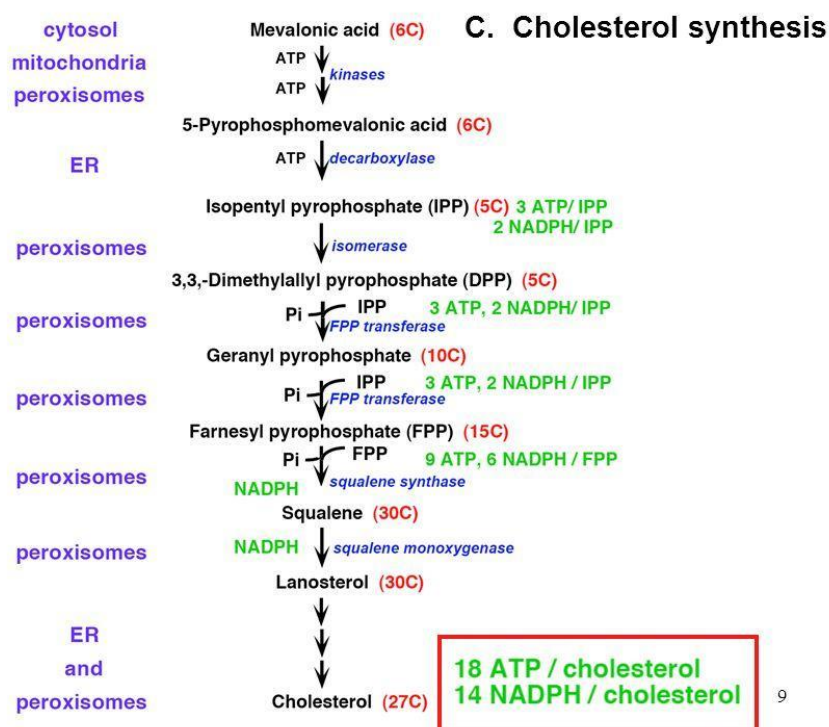 C. Cholesterol synthesis
cytosol
mitochondria
peroxisomes
Mevalonic acid (6C)
ATP
kinases
ATP
5-Pyrophosphomevalonic acid (6C)
ER
ATP decarboxylase
Isopentyl pyrophosphate (IPP) (5C) 3 ATP/ IPP
2 NADPH/ IPP
peroxisomes
isomerase
3,3,-Dimethylallyl pyrophosphate (DPP) (5C)
peroxisomes
Pi IPP 3 ATP, 2 NADPH/ IPP
FPP transferase
Geranyl pyrophosphate (10C)
peroxisomes
Pi IPP 3 ATP, 2 NADPH / IPP
FPP transferase
Farnesyl pyrophosphate (FPP) (15C)
peroxisomes
Pi FPP 9 ATP, 6 NADPH / FPP
NADPH squalene synthase
Squalene (30C)
peroxisomes
NADPH squalene monoxygenase
Lanosterol (30C)
ER
and
peroxisomes
Cholesterol (27C)
18 ATP / cholesterol
14 NADPH / cholesterol
9